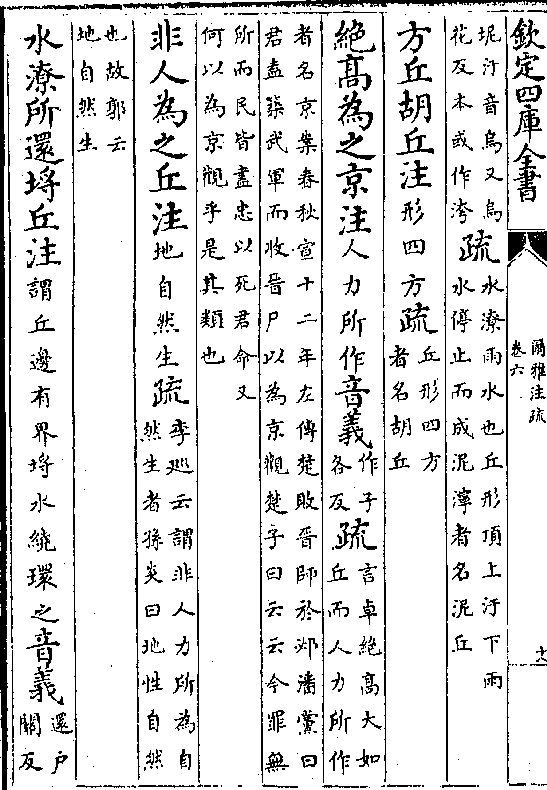 欽定四庫全書
爾雅注疏
卷六
十八
坭汙音烏又烏
花反本或作洿
疏
水潦雨水也丘形頂上汙下雨
水停止而成泥濘者名泥丘
方丘胡丘注形四方疏
丘形四方
者名胡丘
絶髙為之京注人力所作音義
作子
各反
疏
言卓絶高大如
丘而人力所作
者名京案春秋宣十二年左傳楚敗晉師於邲潘黨曰
君盍築武軍而收晉尸以為京觀楚子曰云云今罪無
所而民皆盡忠以死君命又
何以為京觀乎是其類也
非人為之丘注地自然生疏
李廵云謂非人力所為自
然生者孫炎曰地性自然
也故郭云
地自然生
水潦所還埒丘注謂丘邊有界埒水繞環之音義
還户
關反